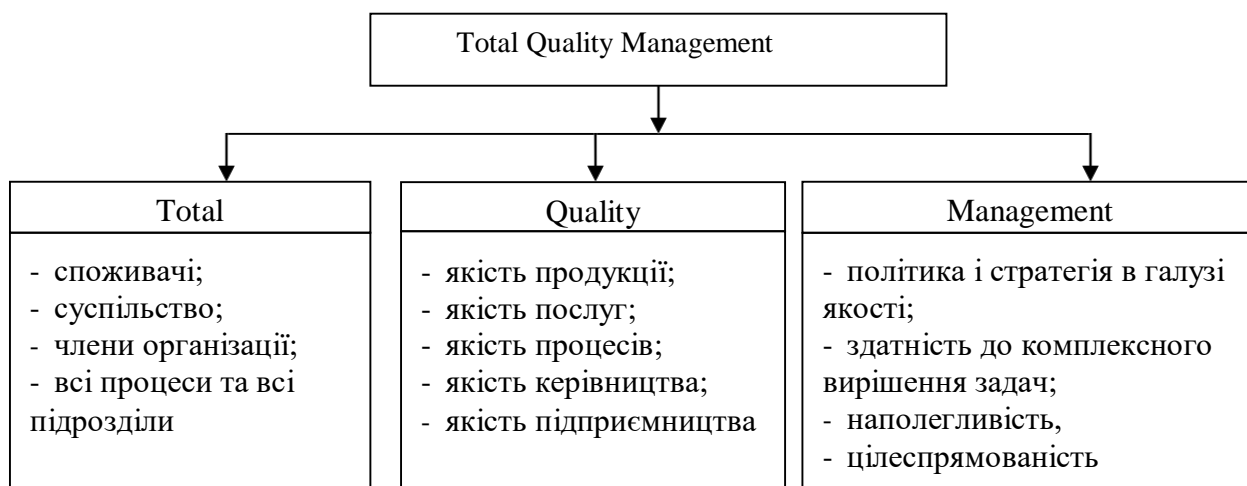 Total Quality Management
Total
- споживачі;
- суспільство;
- члени організації;
- всі процеси та всі
підрозділи
Quality
- якість продукції;
- якість послуг;
- якість процесів;
- якість керівництва;
- якість підприємництва
Management
- політика і стратегія в галузі
якості;
- здатність до комплексного
вирішення задач;
- наполегливість,
- цілеспрямованість